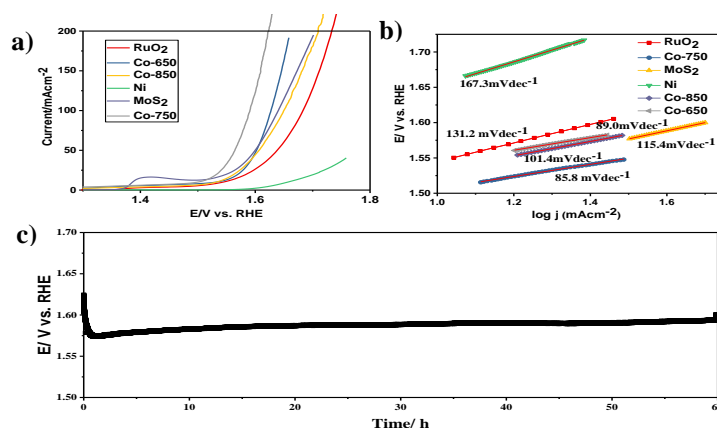 a)
Current/mAcm-2
200
150
100
50
0
RuO2
Co-650
Co-850
Ni
MoS2
Co-750
1.4
1.6
1.8
E/V vs. RHE
b)
E/ V vs. RHE
1.70
1.65
1.60
1.55
1.50
RuO2
Co-750
MoS2
Ni
Co-850
Co-650
167.3mVdec-1
131.2 mVdec-1
89.0mVdec-1
101.4mVdec-1
115.4mVdec-1
85.8 mVdec-1
1.0
1.2
1.4
1.6
log j (mAcm-2)
c)
E/ V vs. RHE
1.70
1.65
1.60
1.55
1.50
0
10
20
30
40
50
Time/ h